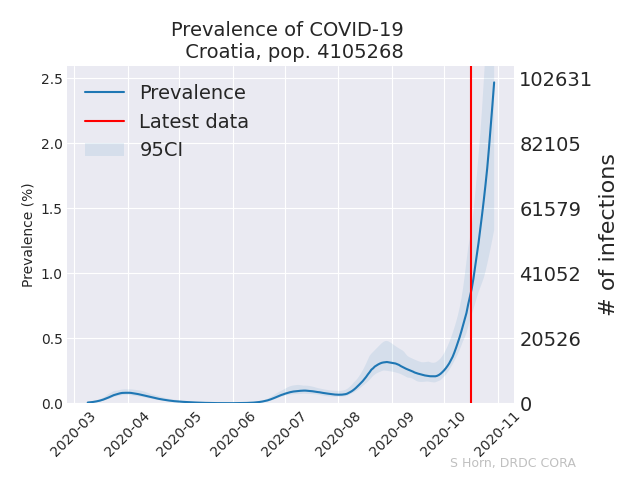 Prevalence of COVID-19
Croatia, pop. 4105268
Prevalence
Latest data
95CI
Prevalence (%)
2.5
2.0
1.5
1.0
0.5
0.0
102631
82105
61579
41052
20526
0
# of infections
2020-03
2020-04
2020-05
2020-06
2020-07
2020-08
2020-09
2020-10
2020-11
S Horn, DRDC CORA